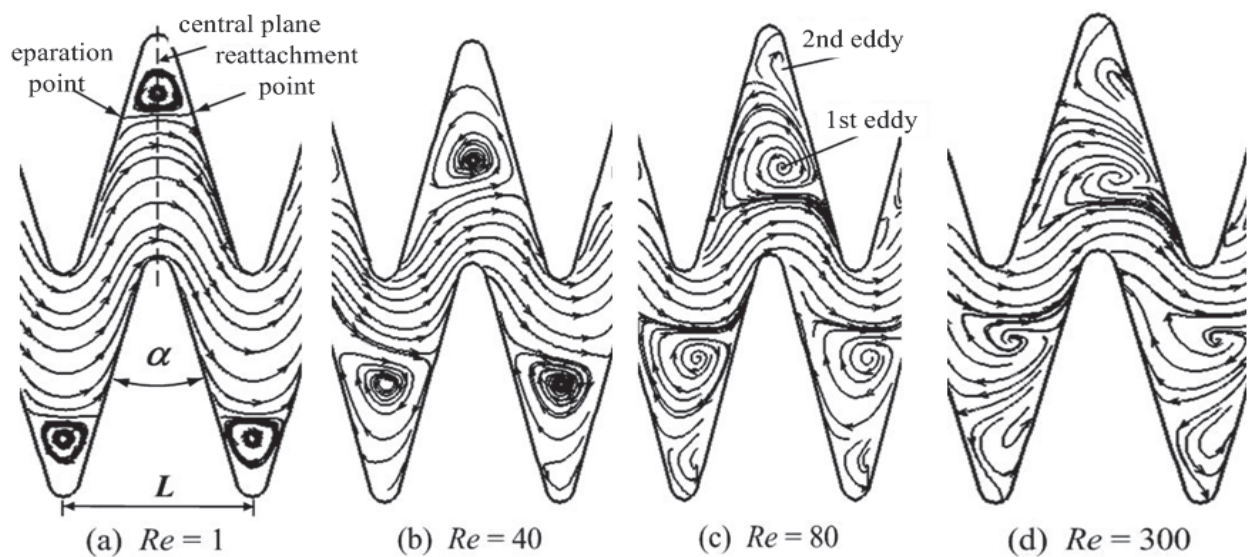 central plane
eparation
point
reattachment
point
2nd eddy
1st eddy
α
L
(a) Re = 1
(b) Re = 40
(c) Re = 80
(d) Re = 300